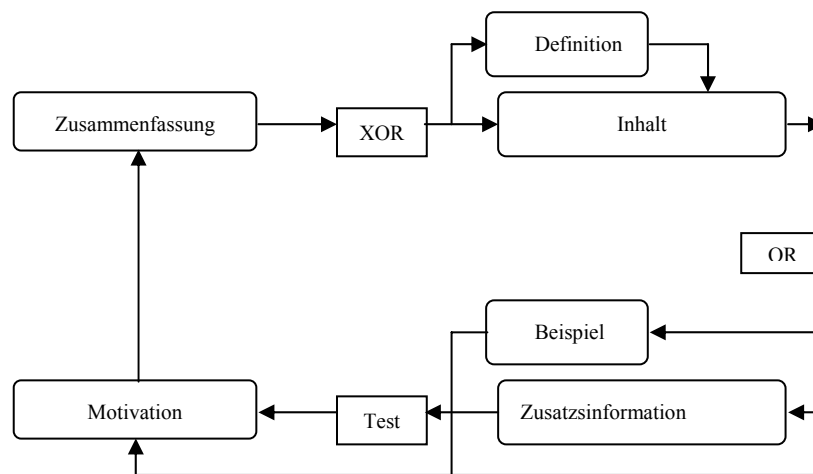 Definition
Zusammenfassung
XOR
Inhalt
OR
Beispiel
Motivation
Test
Zusatzsinformation